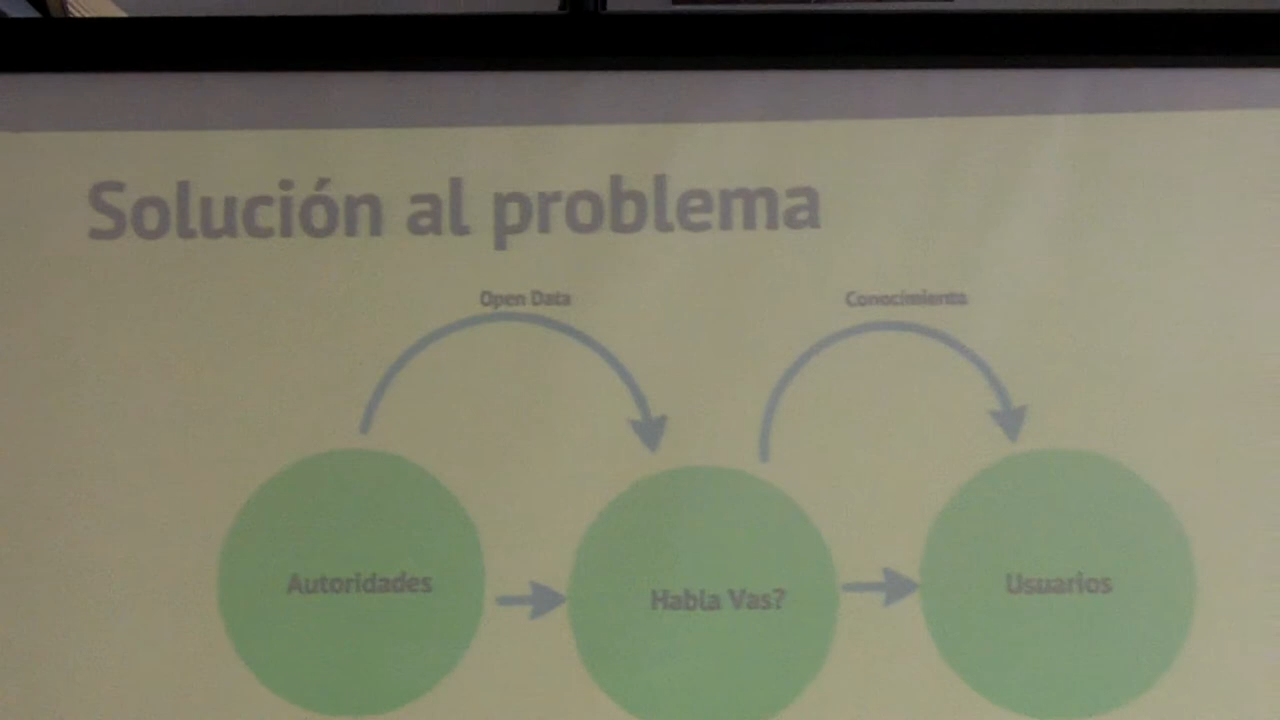 Solución al problema
Open Data
Conocimiento
Autoridades
Habla Vas?
Usuarios